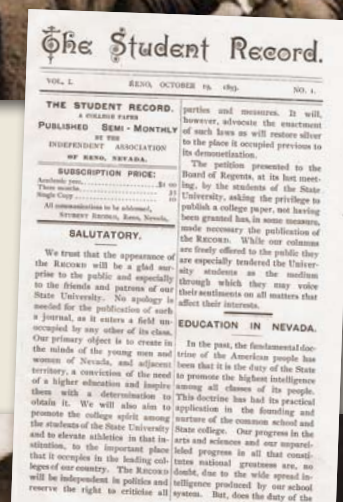 The Student Record.
VOL. I. RENO, OCTOBER 19, 1893. NO. 1.
THE STUDENT RECORD.
A COLLEGE PAPER
PUBLISHED SEMI-MONTHLY
BY THE
INDEPENDENT ASSOCIATION
OF RENO, NEVADA.
SUBSCRIPTION PRICE:
Academic year $1 00
Three months 35
Single Copy 10
All communications to be addressed,
STUDENT RECORD, Reno, Nevada.
SALUTATORY.
We trust that the appearance of
the RECORD will be a glad sur-
prise to the public and especially
to the friends and patrons of our
State University. No apology is
needed for the publication of such
a journal, as it enters a field un-
occupied by any other of its class.
Our primary object is to create in
the minds of the young men and
women of Nevada, and adjacent
territory, a conviction of the need
of a higher education and inspire
them with a determination to
obtain it. We will also aim to
promote the college spirit among
the students of the State University
and to elevate athletics in that in-
stitution, to the important place
that it occupies in the leading col-
leges of our country. The RECORD
will be independent in politics and
reserve the right to criticise all
parties and measures. It will,
however, advocate the enactment
of such laws as will restore silver
to the place it occupied previous to
its demonetization.
The petition presented to the
Board of Regents, at its last meet-
ing, by the students of the State
University, asking the privilege to
publish a college paper, not having
been granted has, in some measure,
made necessary the publication of
the RECORD. While our columns
are freely offered to the public they
are especially tendered the Univer-
sity students as the medium
through which they may voice
their sentiments on all matters that
affect their interests.
EDUCATION IN NEVADA.
In the past, the fundamental doc-
trine of the American people has
been that it is the duty of the State
to promote the highest intelligence
among all classes of its people.
This doctrine has had its practical
application in the founding and
nurture of the common school and
State college. Our progress in the
arts and sciences and our unparal-
leled progress in all that consti-
tutes national greatness are, no
doubt, due to the wide spread in-
telligence produced by our school
system. But, does the duty of the